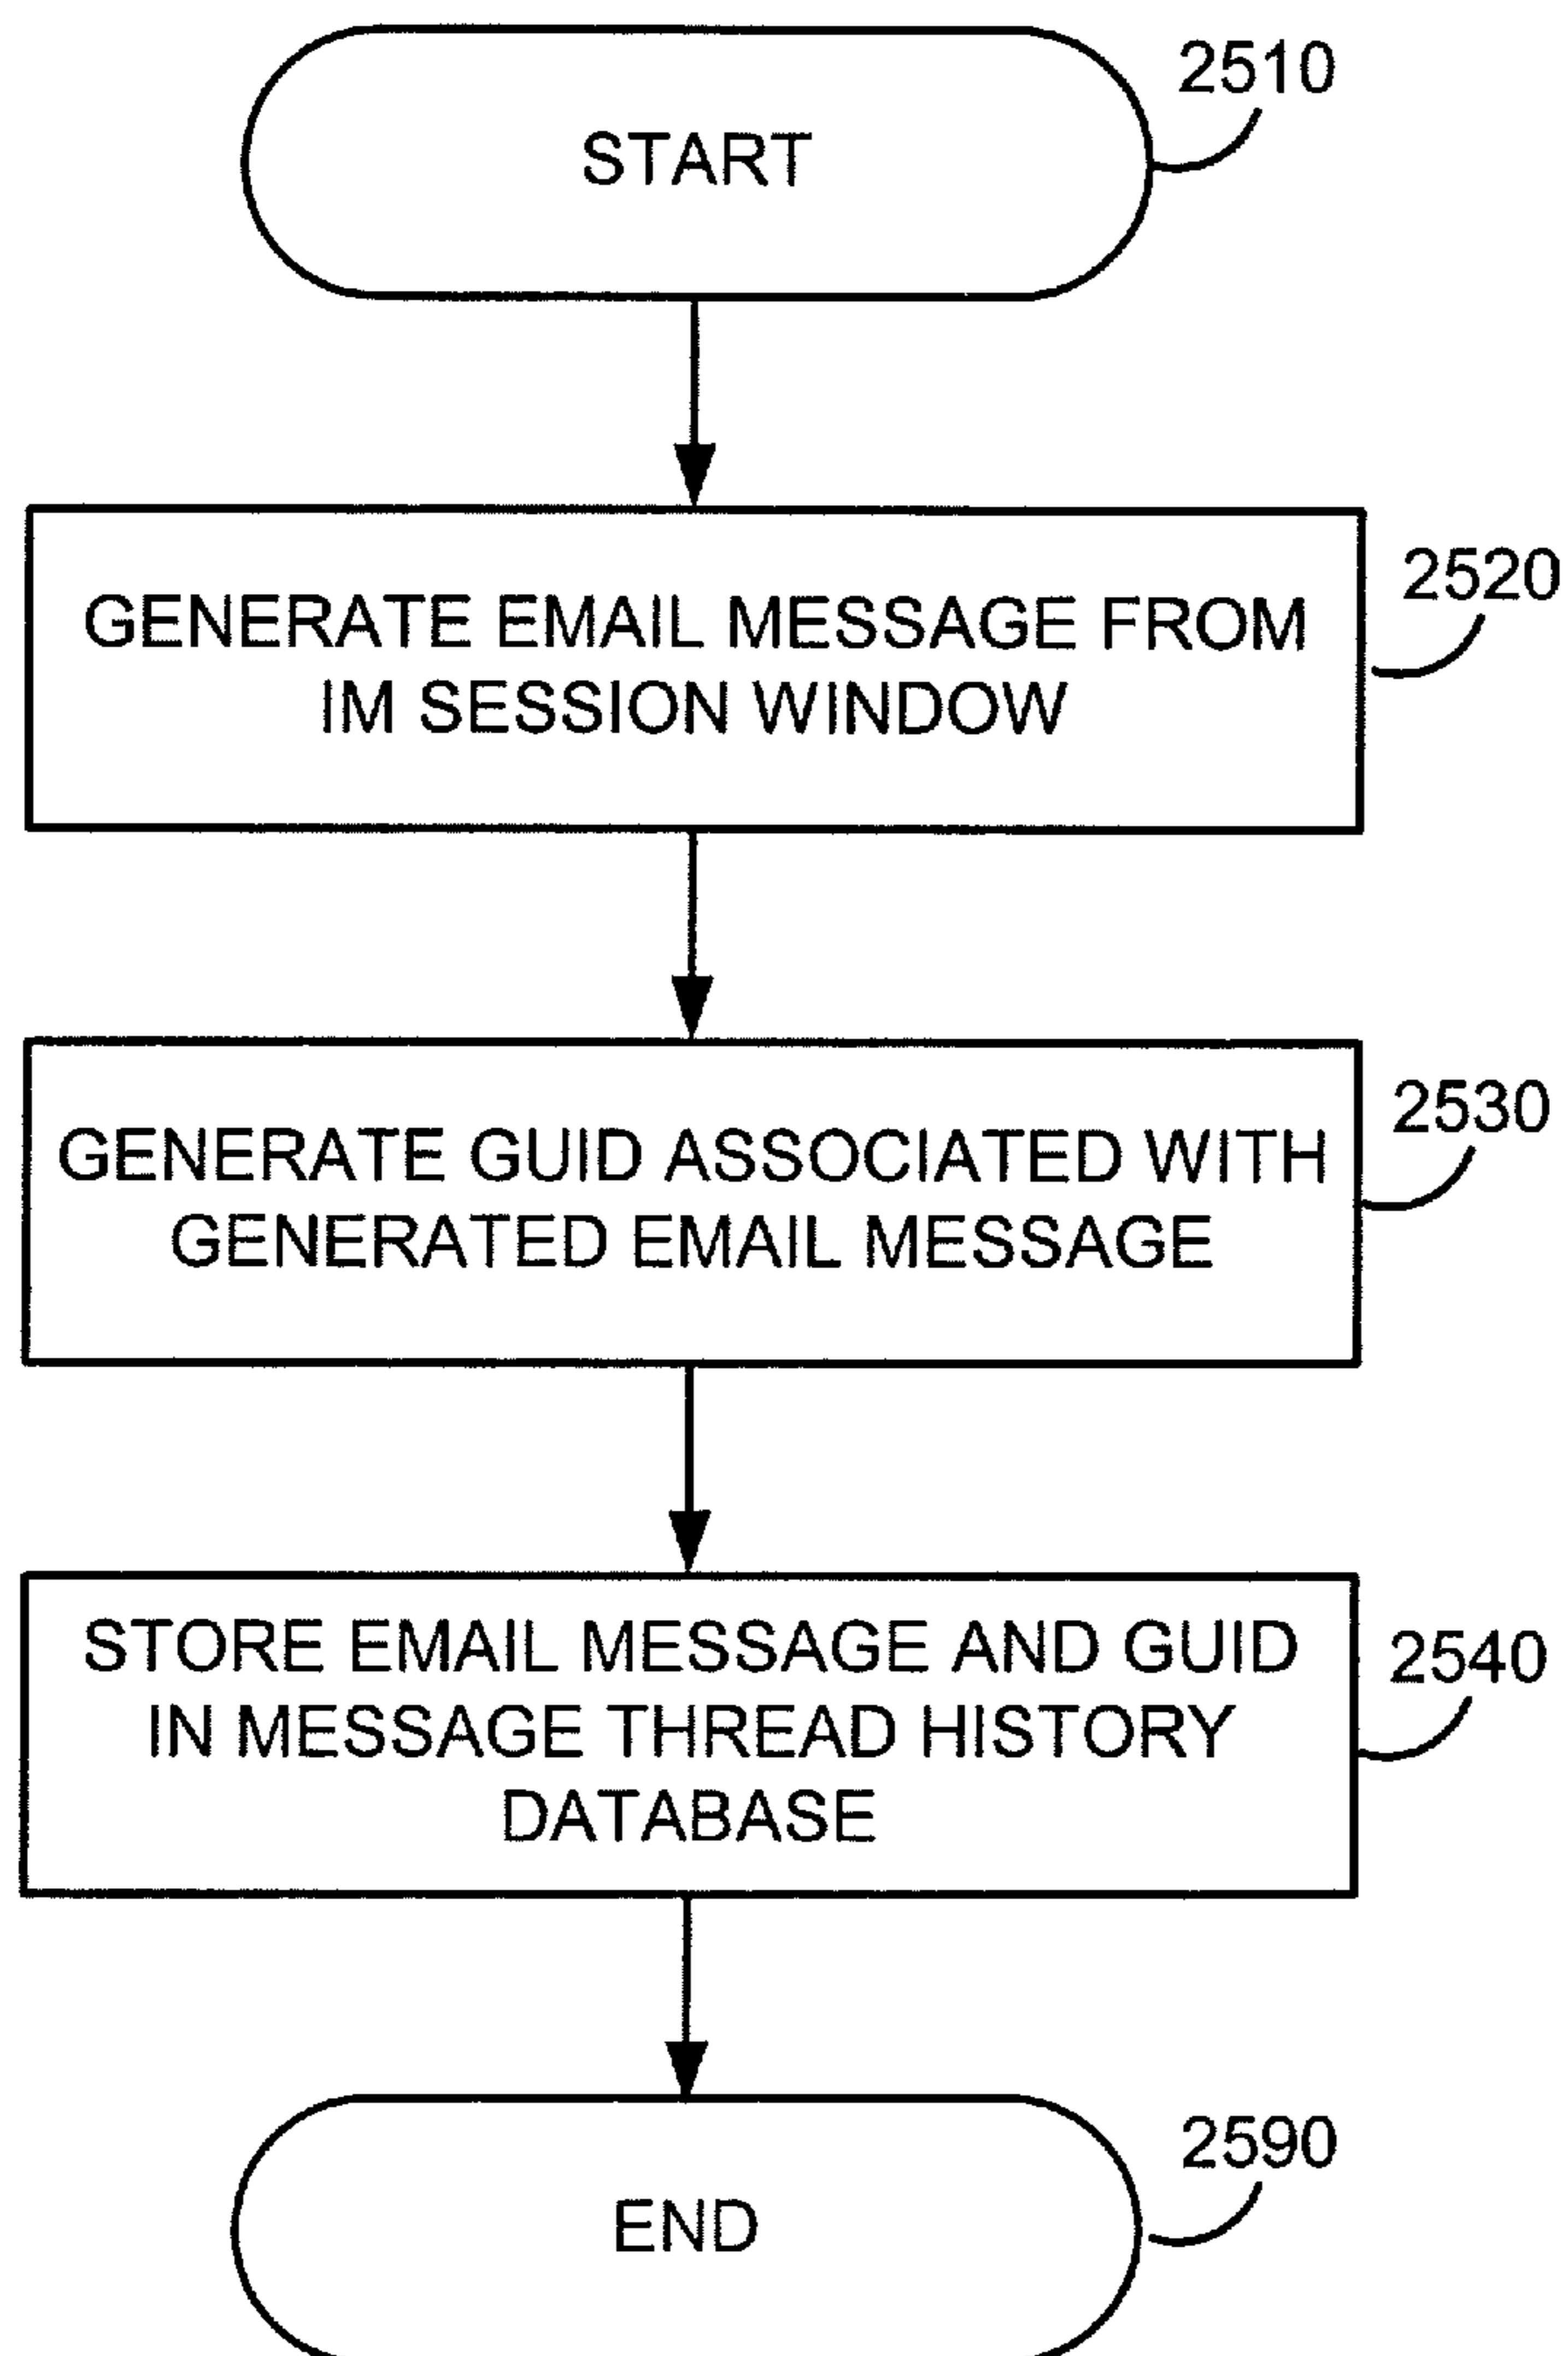 START
2510
GENERATE EMAIL MESSAGE FROM
IM SESSION WINDOW
2520
GENERATE GUID ASSOCIATED WITH
GENERATED EMAIL MESSAGE
2530
STORE EMAIL MESSAGE AND GUID
IN MESSAGE THREAD HISTORY
DATABASE
2540
END
2590